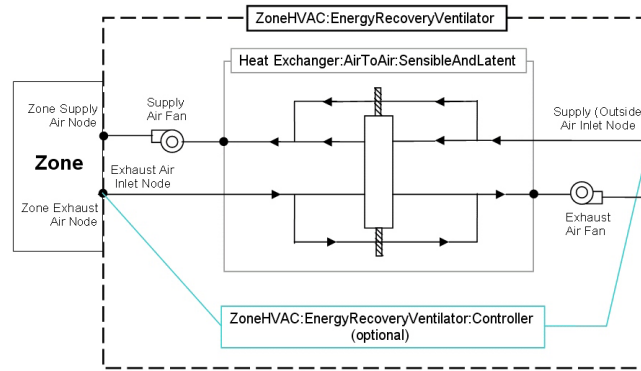 ZoneHVAC:EnergyRecoveryVentilator
Heat Exchanger:AirToAir:SensibleAndLatent
Zone Supply
Air Node
Supply
Air Fan
Supply (Outside
Air Inlet Node
Zone
Exhaust Air
Inlet Node
Zone Exhaust
Air Node
Exhaust
Air Fan
ZoneHVAC:EnergyRecoveryVentilator:Controller
(optional)